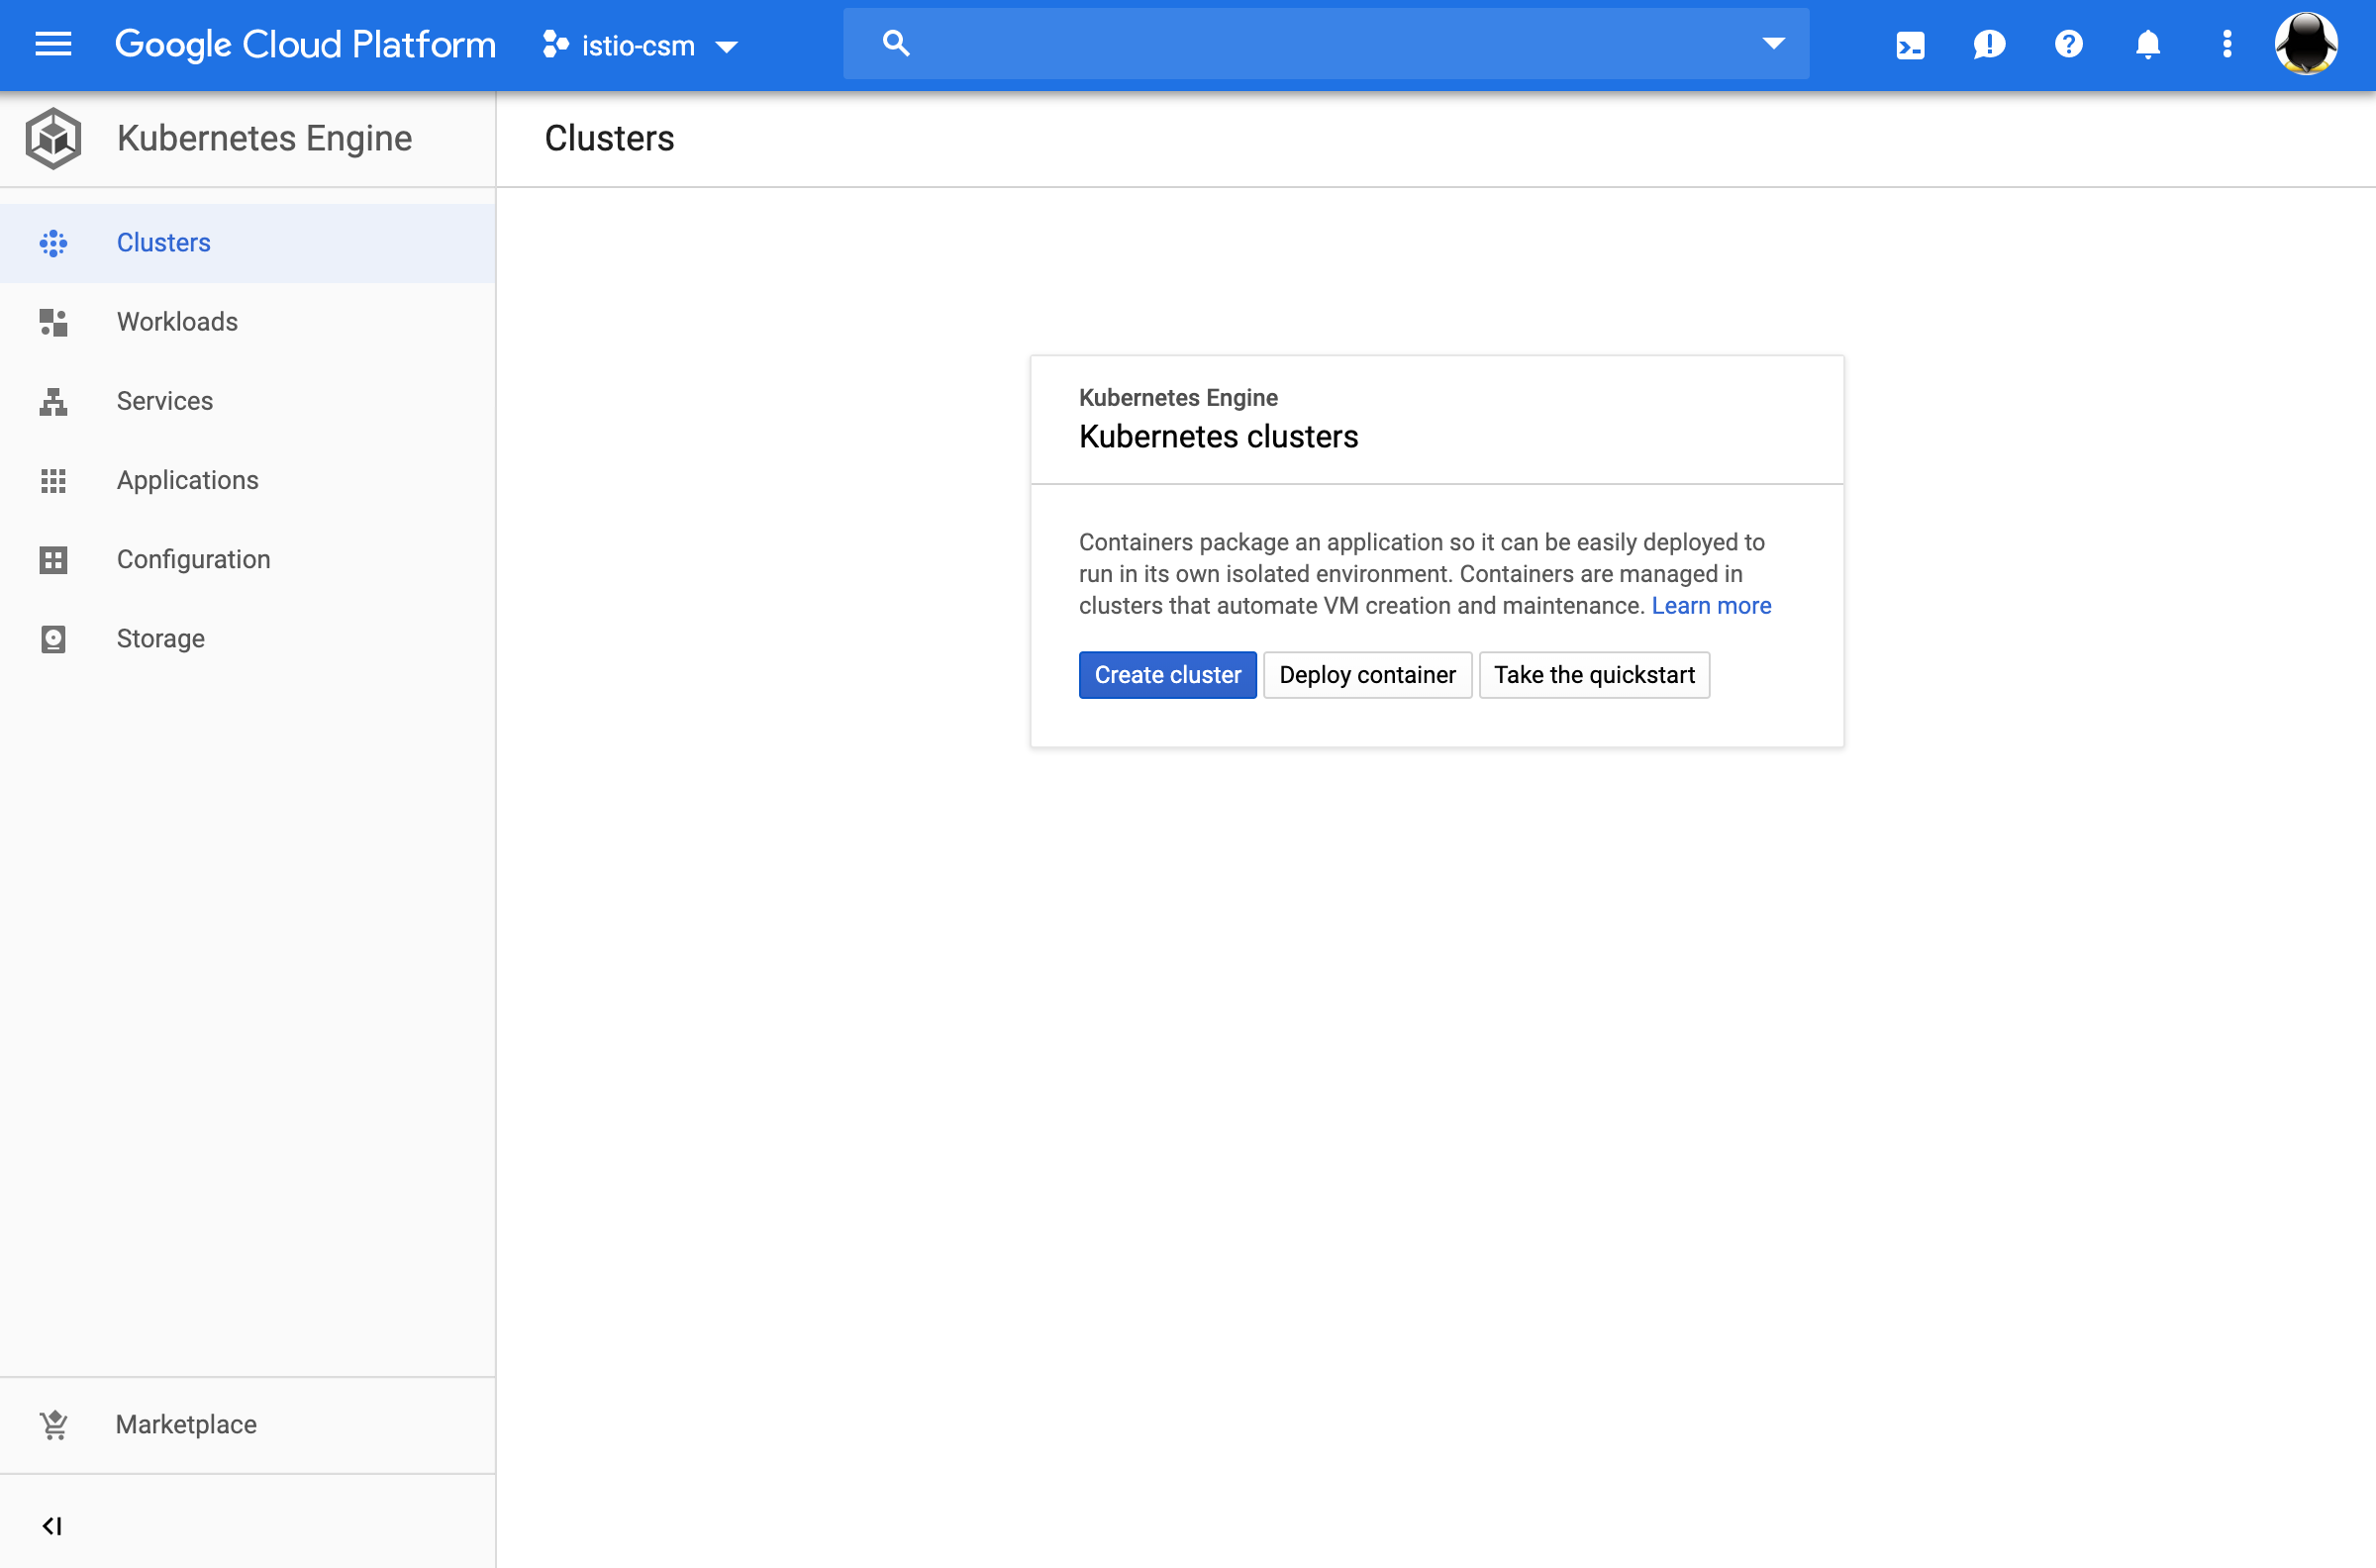 Google Cloud Platform
istio-csm
Kubernetes Engine
Clusters
Clusters
Workloads
Services
Applications
Configuration
Storage
Kubernetes Engine
Kubernetes clusters
Containers package an application so it can be easily deployed to
run in its own isolated environment. Containers are managed in
clusters that automate VM creation and maintenance. Learn more
Create cluster
Deploy container
Take the quickstart
Marketplace